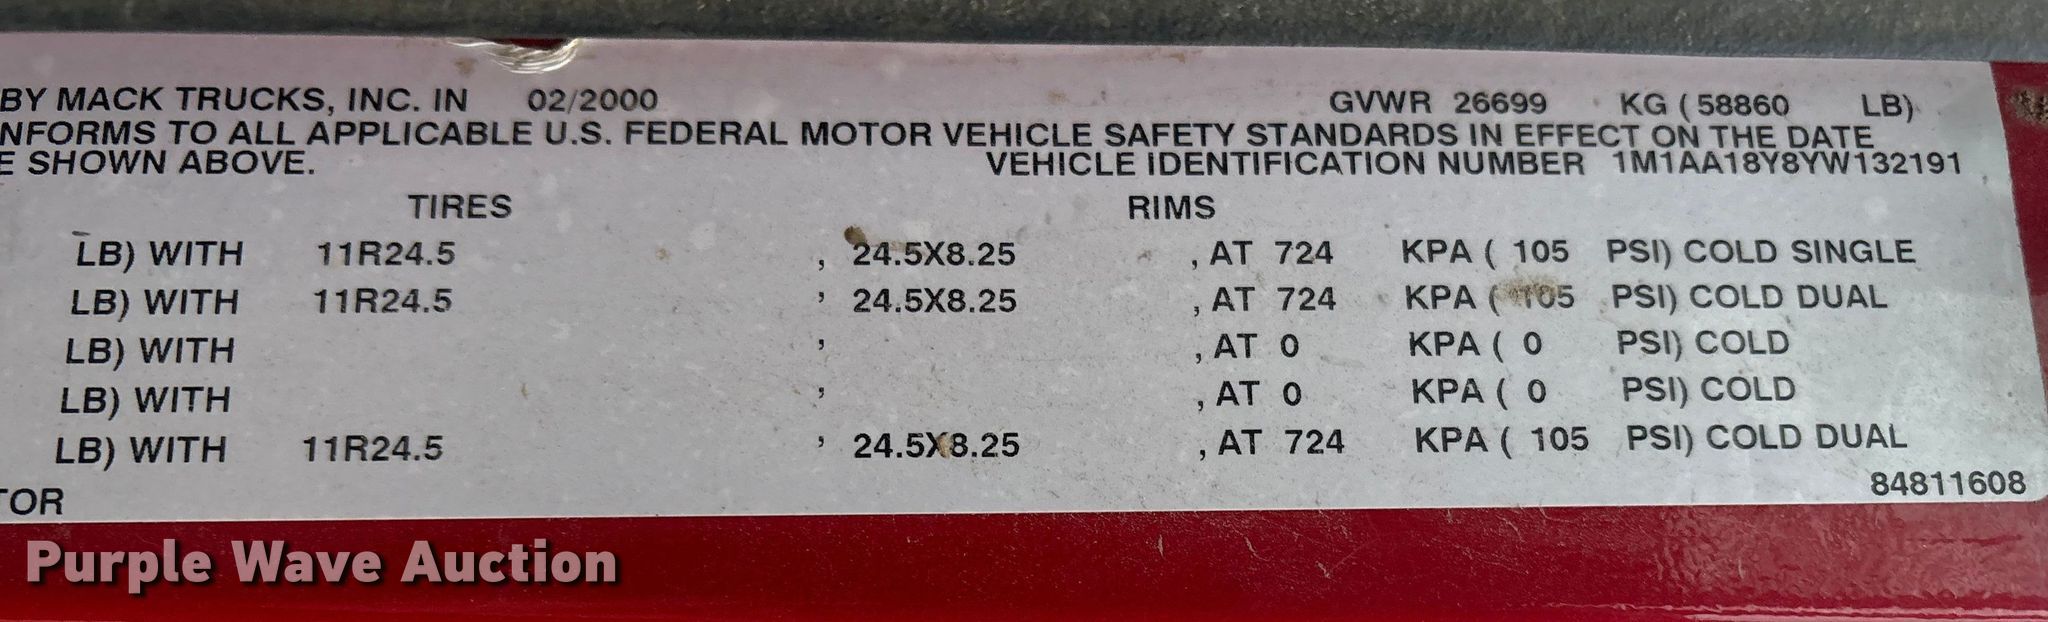 BY MACK TRUCKS, INC. IN 02/2000 GVWR 26699 KG ( 58860 LB)
NFORMS TO ALL APPLICABLE U.S. FEDERAL MOTOR VEHICLE SAFETY STANDARDS IN EFFECT ON THE DATE
E SHOWN ABOVE. VEHICLE IDENTIFICATION NUMBER 1M1AA18Y8YW132191
TIRES RIMS
LB) WITH 11R24.5 , 24.5X8.25 , AT 724 KPA ( 105 PSI) COLD SINGLE
LB) WITH 11R24.5 , 24.5X8.25 , AT 724 KPA ( 105 PSI) COLD DUAL
LB) WITH , , AT 0 KPA ( 0 PSI) COLD
LB) WITH , , AT 0 KPA ( 0 PSI) COLD
LB) WITH 11R24.5 , 24.5X8.25 , AT 724 KPA ( 105 PSI) COLD DUAL
TOR 84811608
Purple Wave Auction